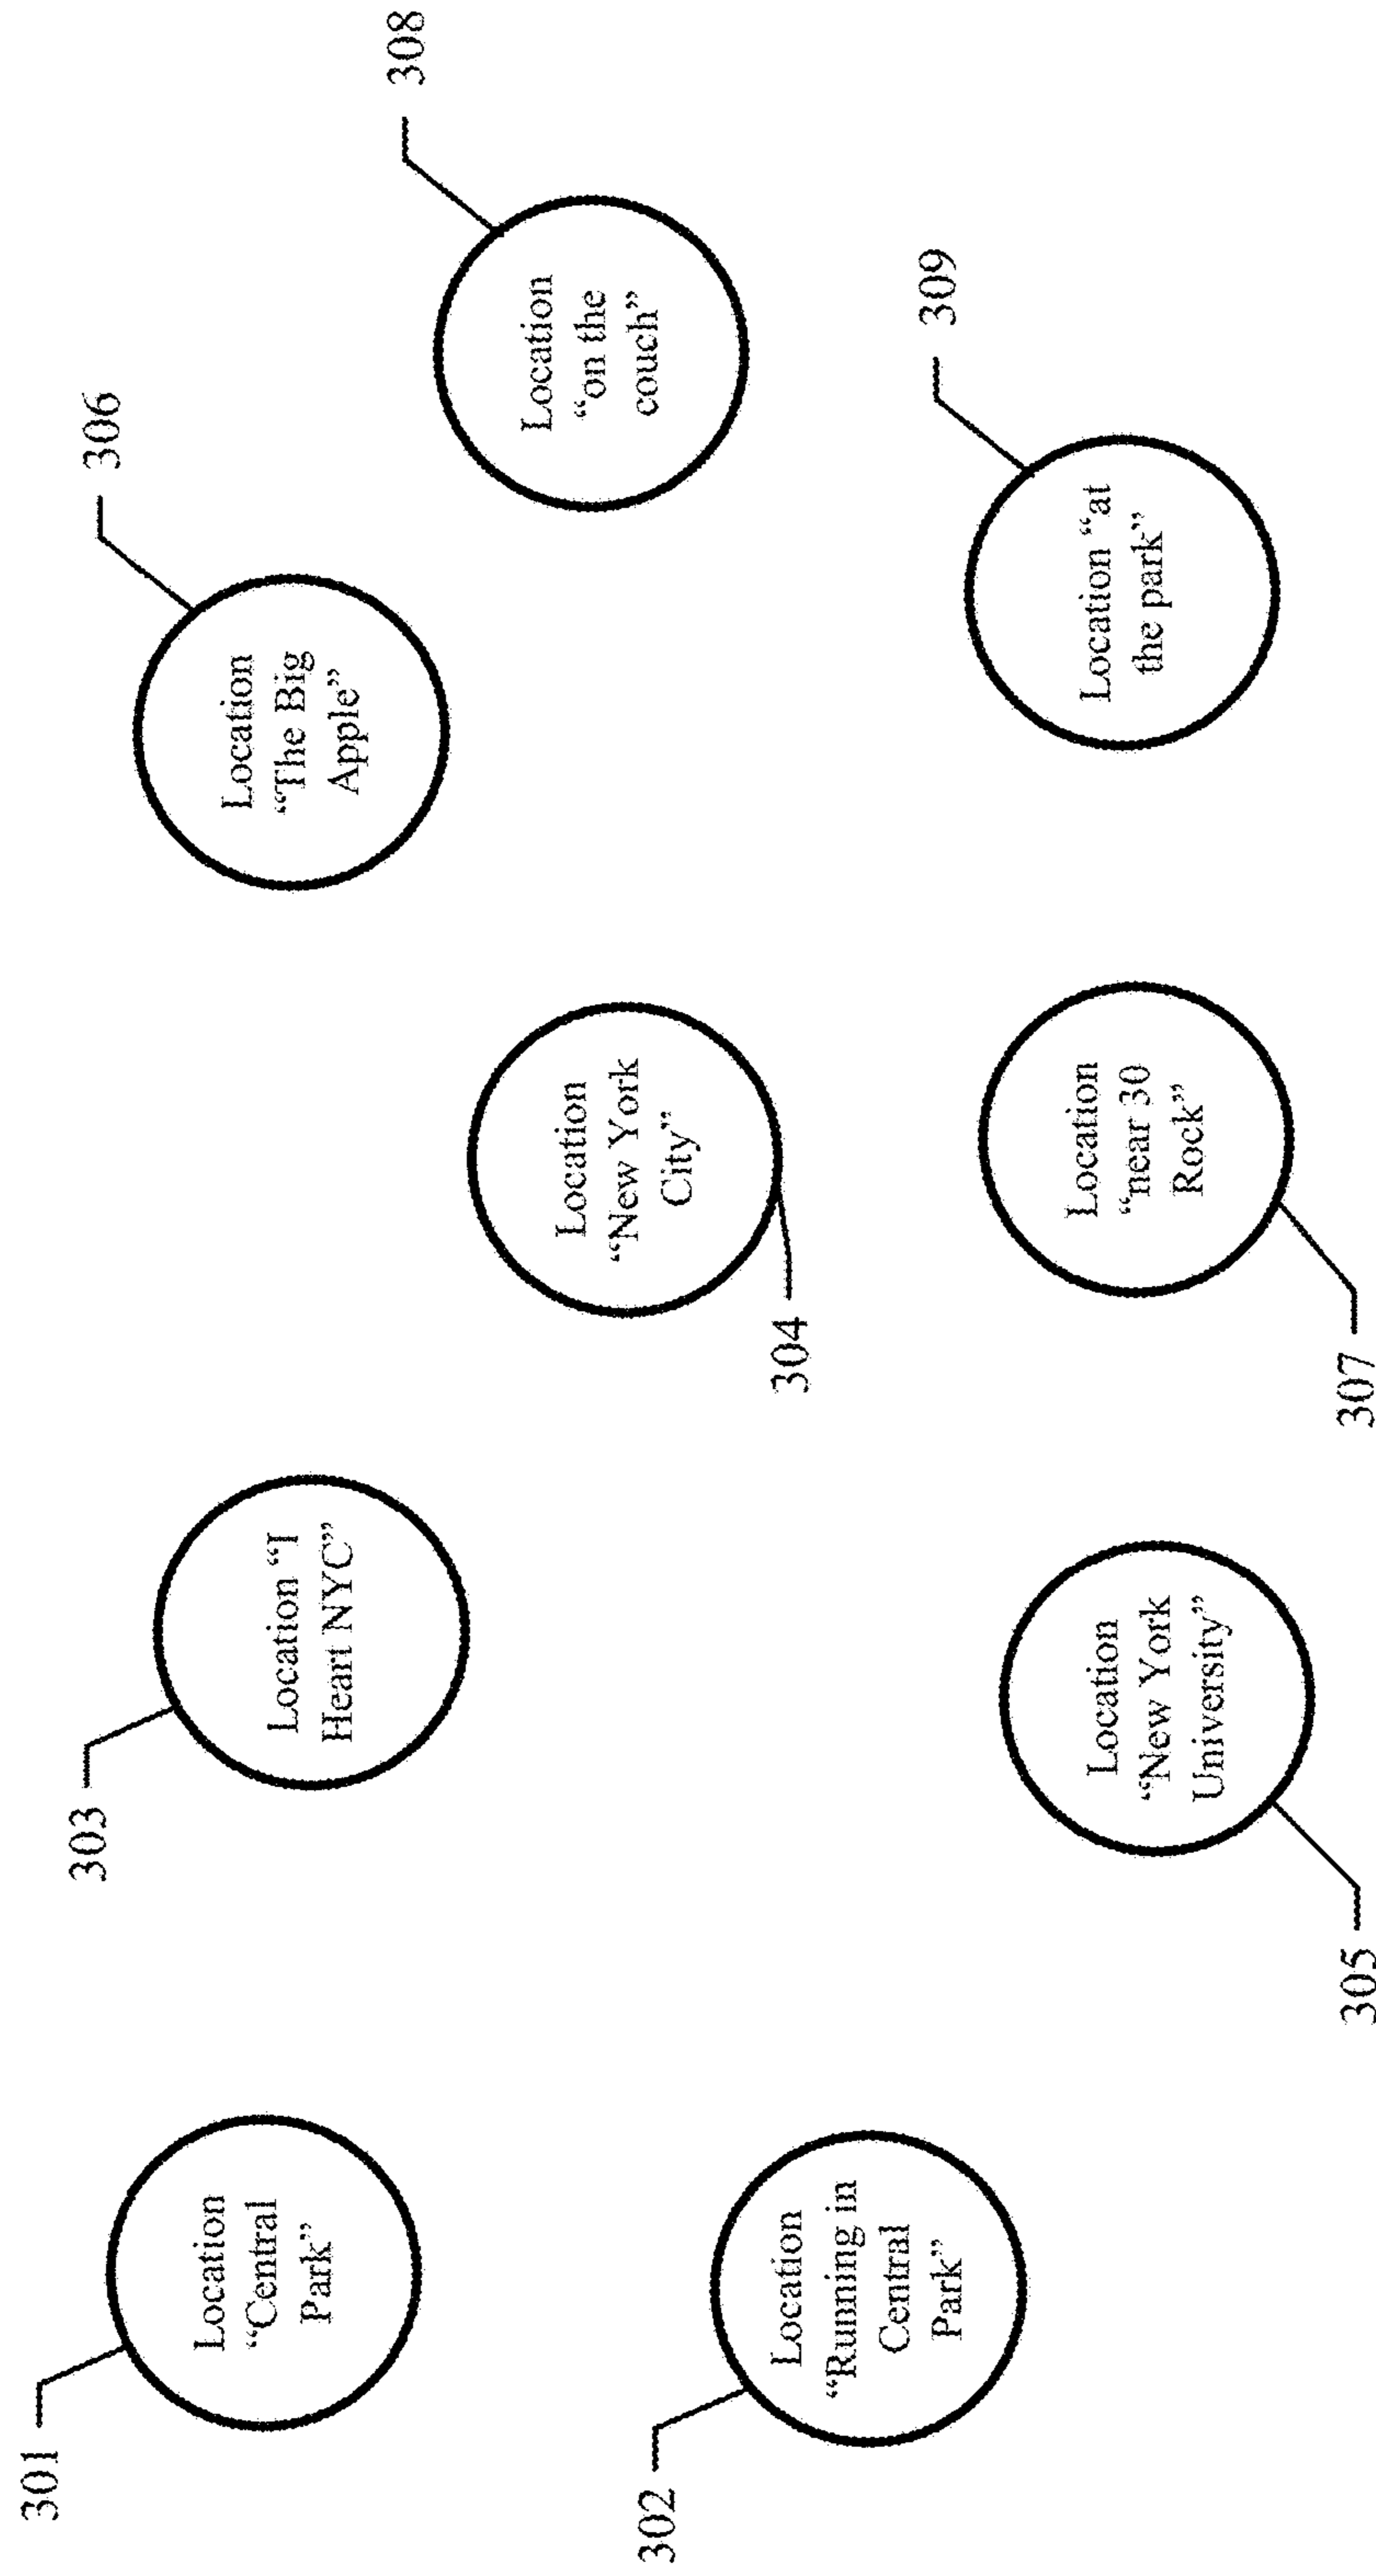 301
Location
“Central
Park”
302
Location
“Running in
Central
Park”
303
Location “I
Heart NYC”
304
Location
“New York
City”
305
Location
“New York
University”
306
Location
“The Big
Apple”
307
Location
“near 30
Rock”
308
Location
“on the
couch”
309
Location “at
the park”